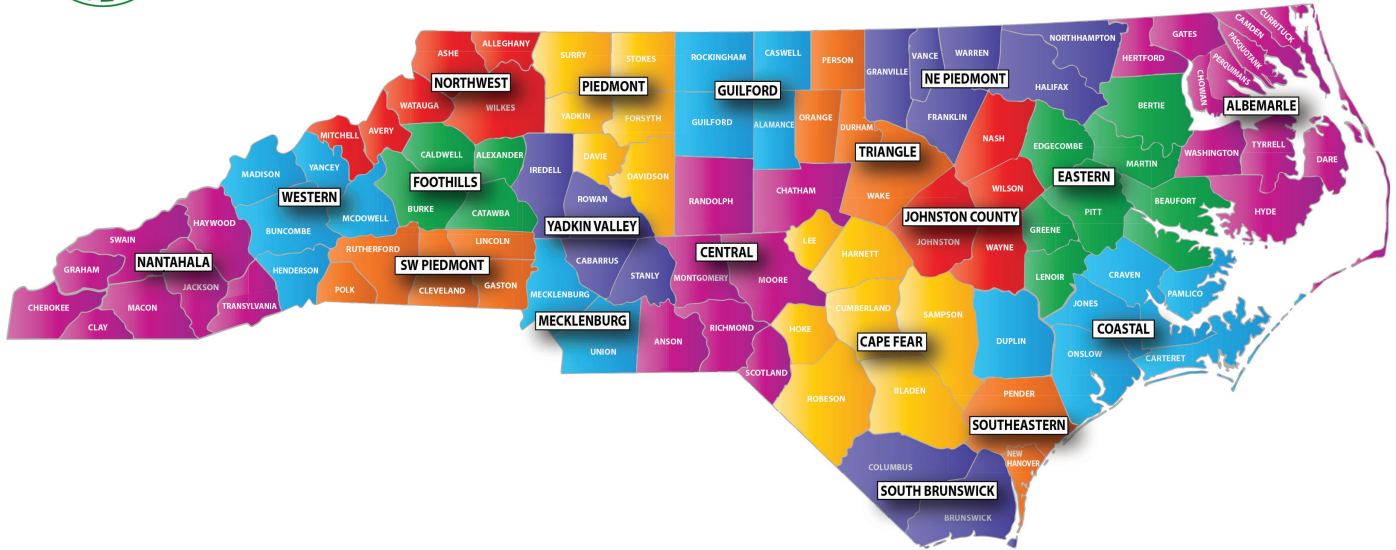 ASHE
ALLEGHANY
NORTHWEST
WATAUGA
WILKES
MITCHELL
AVERY
SURRY
STOKES
PIEDMONT
YADKIN
FORSYTH
DAVIE
DAVIDSON
ROCKINGHAM
CASWELL
GUILFORD
GUILFORD
ALAMANCE
PERSON
ORANGE
DURHAM
TRIANGLE
WAKE
GRANVILLE
VANCE
WARREN
NORTHHAMPTON
NE PIEDMONT
HALIFAX
FRANKLIN
HERTFORD
GATES
CAMDEN
CURRITUCK
PASQUOTANK
PERQUIMANS
CHOWAN
ALBEMARLE
WASHINGTON
TYRRELL
DARE
HYDE
BERTIE
EDGECOMBE
MARTIN
EASTERN
PITT
BEAUFORT
GREENE
LENOIR
NASH
WILSON
JOHNSTON COUNTY
JOHNSTON
WAYNE
MADISON
YANCEY
WESTERN
MCDOWELL
BUNCOMBE
HENDERSON
CALDWELL
ALEXANDER
FOOTHILLS
BURKE
CATAWBA
IREDELL
ROWAN
YADKIN VALLEY
CABARRUS
STANLY
RANDOLPH
CHATHAM
CENTRAL
MONTGOMERY
MOORE
ANSON
RICHMOND
SCOTLAND
HAYWOOD
SWAIN
NANTAHALA
GRAHAM
JACKSON
CHEROKEE
MACON
TRANSYLVANIA
CLAY
RUTHERFORD
LINCOLN
SW PIEDMONT
POLK
CLEVELAND
GASTON
MECKLENBURG
MECKLENBURG
UNION
LEE
HARNETT
CUMBERLAND
SAMPSON
HOKE
CAPE FEAR
BLADEN
ROBESON
CRAVEN
PAMLICO
JONES
COASTAL
DUPLIN
ONSLOW
CARTERET
PENDER
SOUTHEASTERN
NEW
HANOVER
COLUMBUS
SOUTH BRUNSWICK
BRUNSWICK